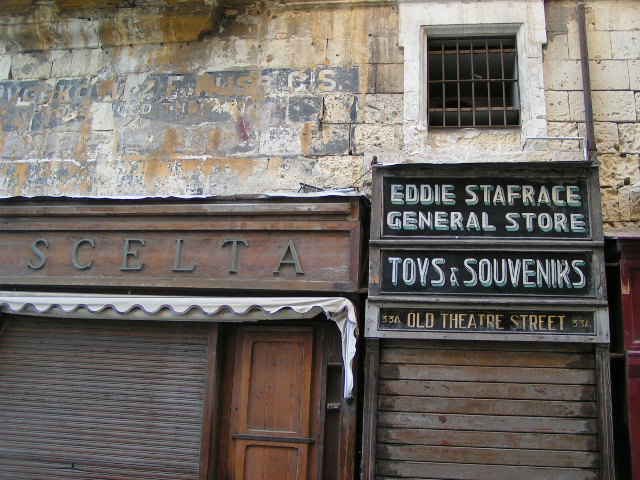 SCELTA
EDDIE STAFRACE
GENERAL STORE
TOYS & SOUVENIRS
33A OLD THEATRE STREET 33A